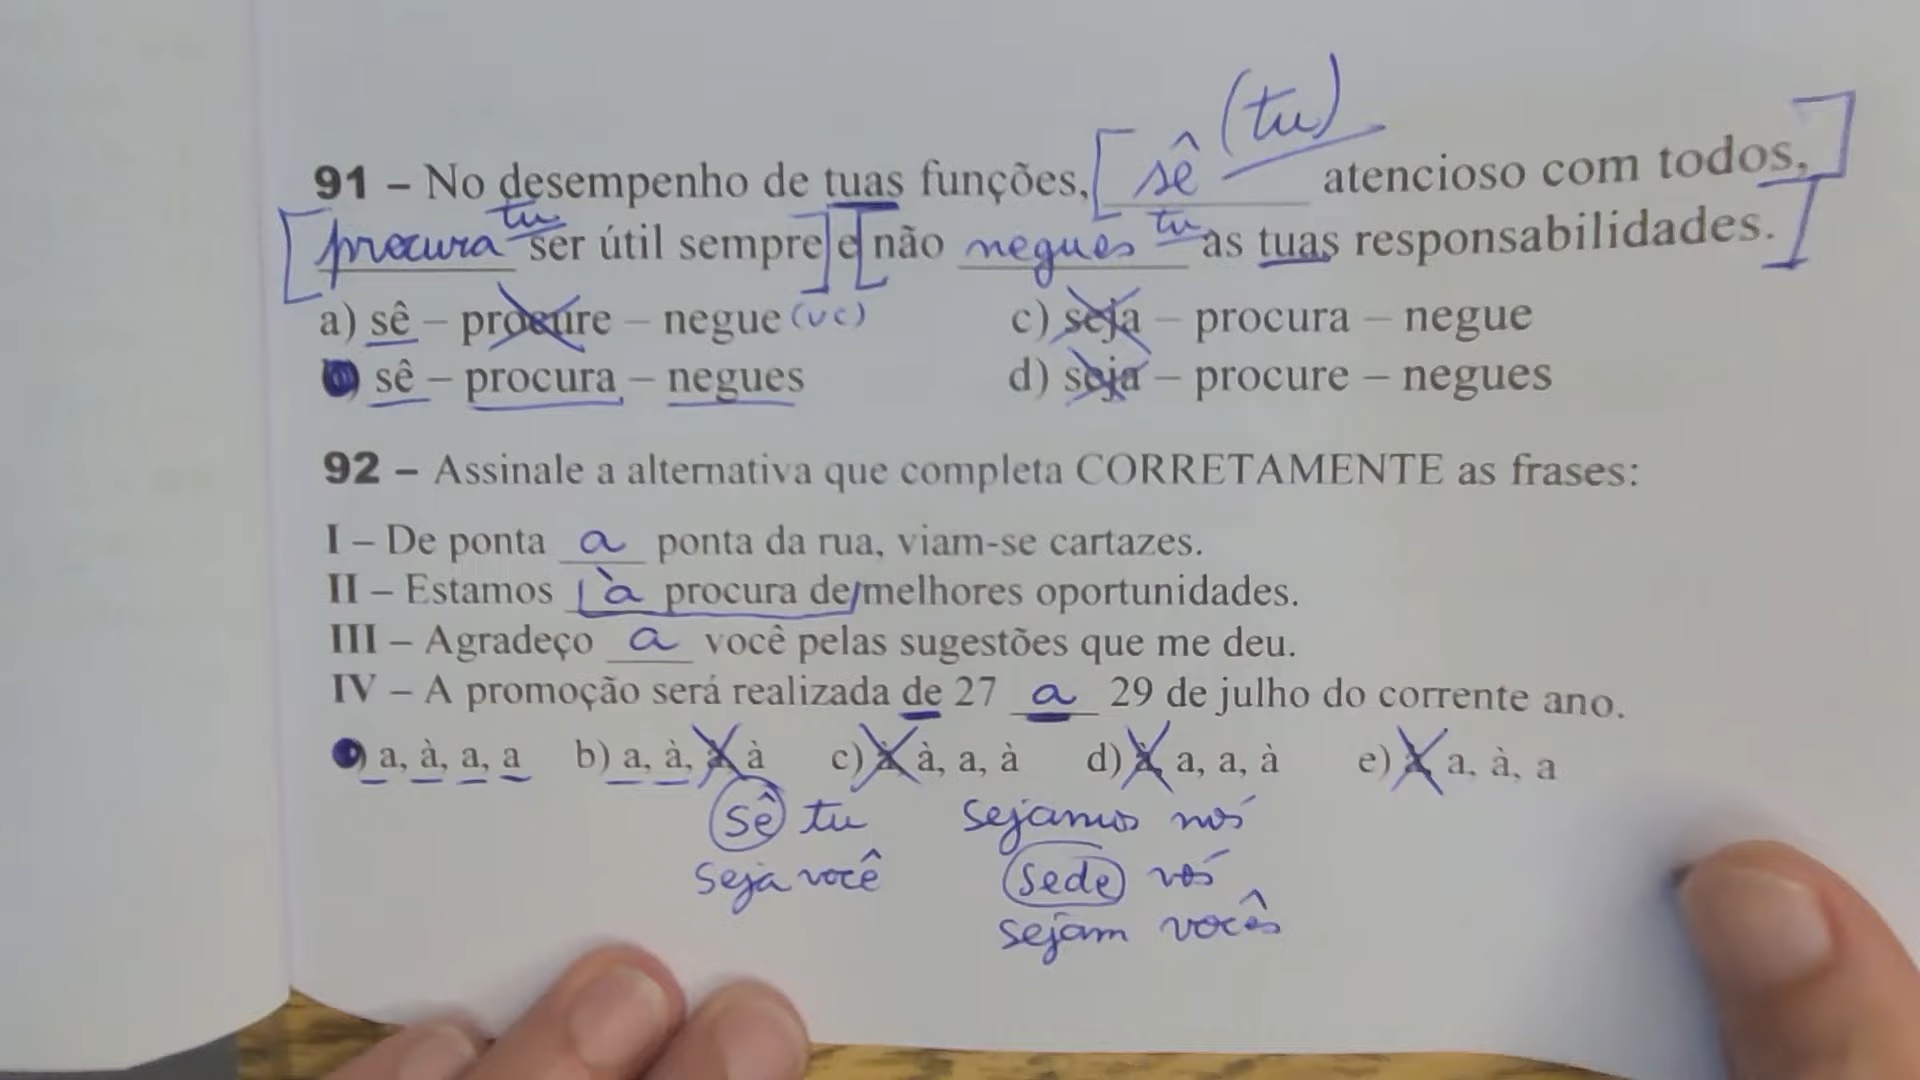 (tu)
91 – No desempenho de tuas funções, [ sê atencioso com todos, ]
[ procura tu ser útil sempre ] e [ não negues tu as tuas responsabilidades. ]
a) sê – procure – negue (vc) c) seja – procura – negue
) sê – procura – negues d) seja – procure – negues
92 – Assinale a alternativa que completa CORRETAMENTE as frases:
I – De ponta a ponta da rua, viam-se cartazes.
II – Estamos à procura de melhores oportunidades.
III – Agradeço a você pelas sugestões que me deu.
IV – A promoção será realizada de 27 a 29 de julho do corrente ano.
) a, à, a, a b) a, à, à c) à, a, à d) a, a, à e) a, à, a
sê tu sejamos nós
seja você sede vós
sejam vocês